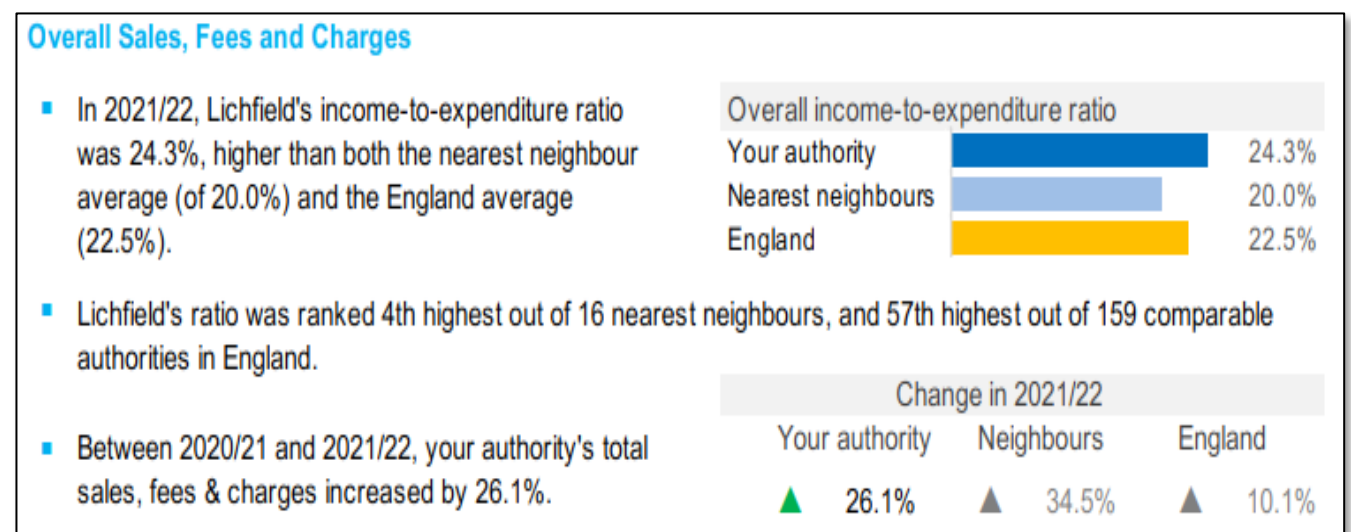 Overall Sales, Fees and Charges
In 2021/22, Lichfield's income-to-expenditure ratio
was 24.3%, higher than both the nearest neighbour
average (of 20.0%) and the England average
(22.5%).
Overall income-to-expenditure ratio
Your authority 24.3%
Nearest neighbours 20.0%
England 22.5%
Lichfield's ratio was ranked 4th highest out of 16 nearest neighbours, and 57th highest out of 159 comparable
authorities in England.
Between 2020/21 and 2021/22, your authority's total
sales, fees & charges increased by 26.1%.
Change in 2021/22
Your authority Neighbours England
▲ 26.1% ▲ 34.5% ▲ 10.1%